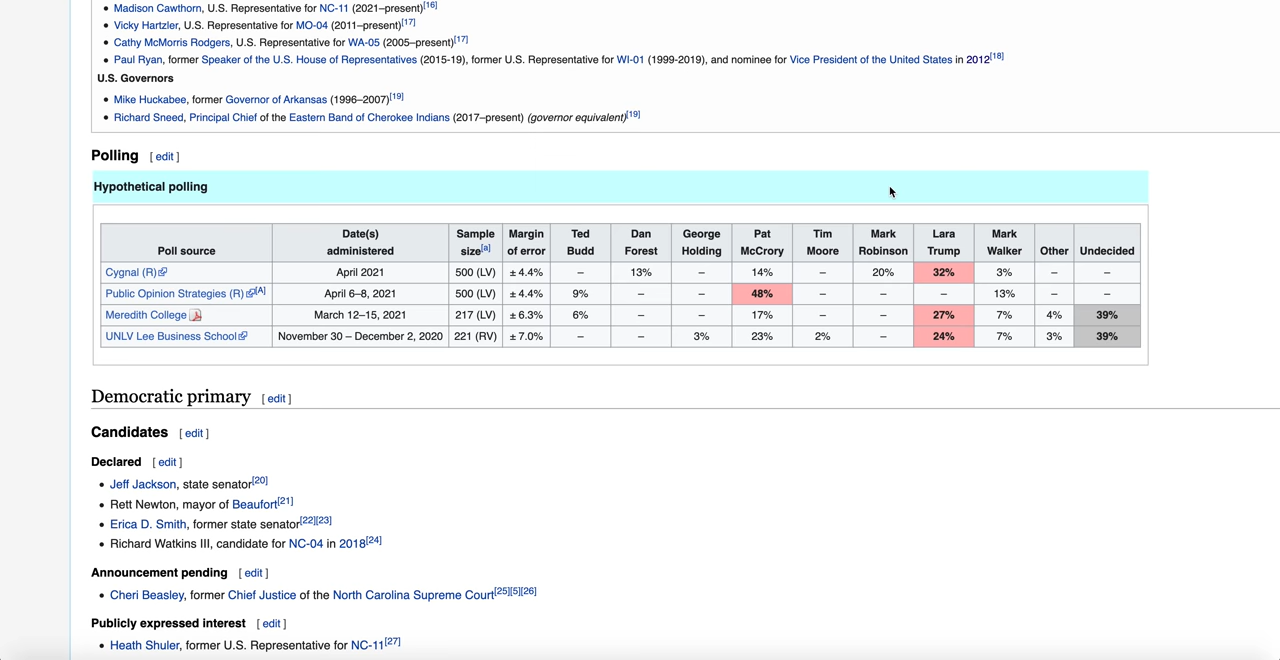 Madison Cawthorn, U.S. Representative for NC-11 (2021–present)[16]
Vicky Hartzler, U.S. Representative for MO-04 (2011–present)[17]
Cathy McMorris Rodgers, U.S. Representative for WA-05 (2005–present)[17]
Paul Ryan, former Speaker of the U.S. House of Representatives (2015-19), former U.S. Representative for WI-01 (1999-2019), and nominee for Vice President of the United States in 2012[18]
U.S. Governors
Mike Huckabee, former Governor of Arkansas (1996–2007)[19]
Richard Sneed, Principal Chief of the Eastern Band of Cherokee Indians (2017–present) (governor equivalent)[19]
Polling [ edit ]
Hypothetical polling
Poll source Date(s) administered Sample size[a] Margin of error Ted Budd Dan Forest George Holding Pat McCrory Tim Moore Mark Robinson Lara Trump Mark Walker Other Undecided
Cygnal (R) April 2021 500 (LV) ± 4.4% – 13% – 14% – 20% 32% 3% – –
Public Opinion Strategies (R)[A] April 6–8, 2021 500 (LV) ± 4.4% 9% – – 48% – – – 13% – –
Meredith College March 12–15, 2021 217 (LV) ± 6.3% 6% – – 17% – – 27% 7% 4% 39%
UNLV Lee Business School November 30 – December 2, 2020 221 (RV) ± 7.0% – – 3% 23% 2% – 24% 7% 3% 39%
Democratic primary [ edit ]
Candidates [ edit ]
Declared [ edit ]
Jeff Jackson, state senator[20]
Rett Newton, mayor of Beaufort[21]
Erica D. Smith, former state senator[22][23]
Richard Watkins III, candidate for NC-04 in 2018[24]
Announcement pending [ edit ]
Cheri Beasley, former Chief Justice of the North Carolina Supreme Court[25][5][26]
Publicly expressed interest [ edit ]
Heath Shuler, former U.S. Representative for NC-11[27]